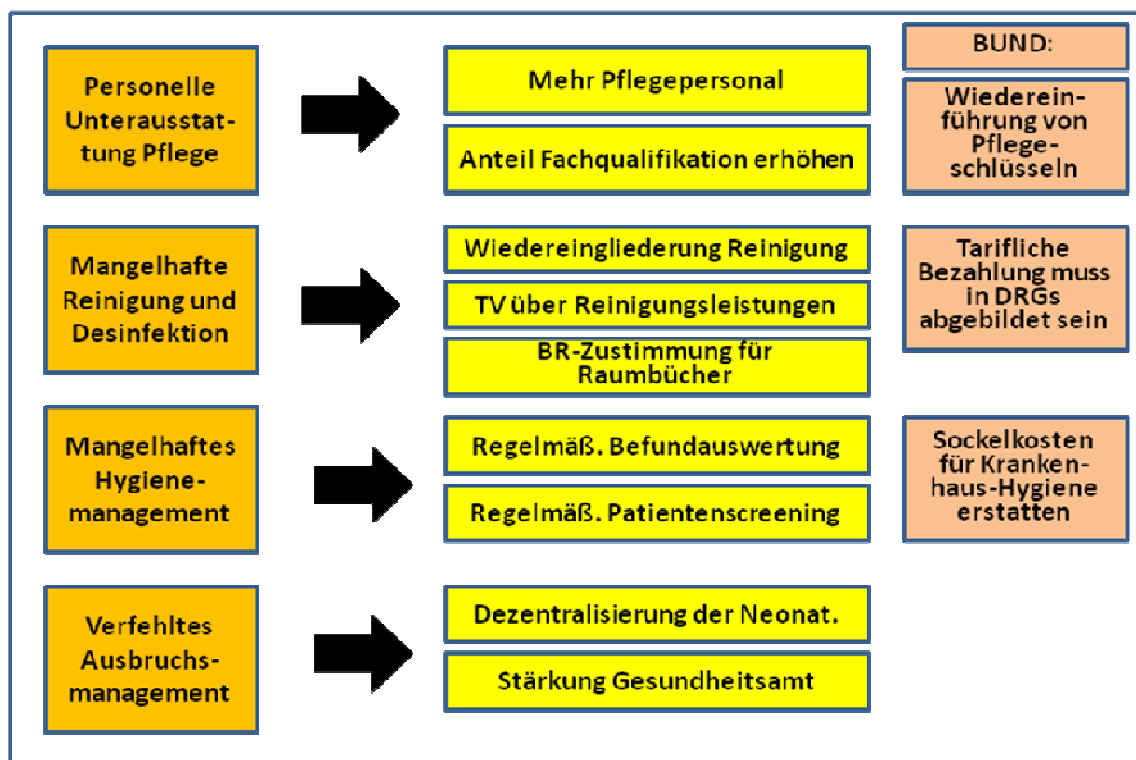 Personelle
Unterausstat-
tung Pflege
Mehr Pflegepersonal
Anteil Fachqualifikation erhöhen
BUND:
Wiederein-
führung von
Pflege-
schlüsseln
Mangelhafte
Reinigung und
Desinfektion
Wiedereingliederung Reinigung
TV über Reinigungsleistungen
BR-Zustimmung für
Raumbücher
Tarifliche
Bezahlung muss
in DRGs
abgebildet sein
Mangelhaftes
Hygiene-
management
Regelmäß. Befundauswertung
Regelmäß. Patientenscreening
Sockelkosten
für Kranken-
haus-Hygiene
erstatten
Verfehltes
Ausbruchs-
management
Dezentralisierung der Neonat.
Stärkung Gesundheitsamt